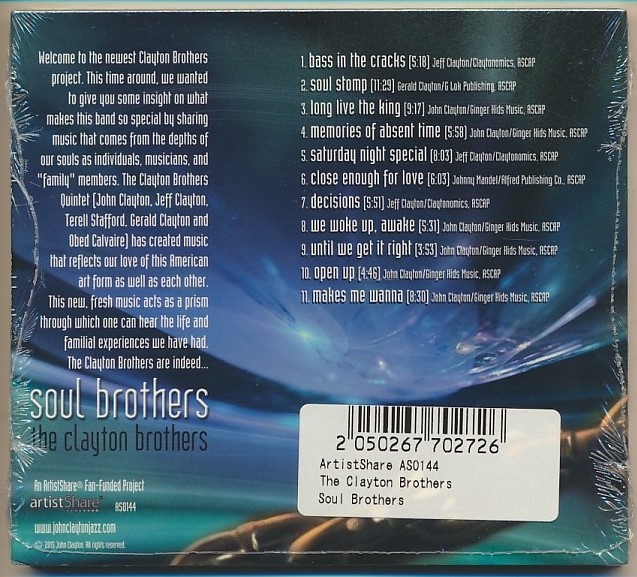 Welcome to the newest Clayton Brothers
project. This time around, we wanted
to give you some insight on what
makes this band so special by sharing
music that comes from the depths of
our souls as individuals, musicians, and
"family" members. The Clayton Brothers
Quintet [John Clayton, Jeff Clayton,
Terell Stafford, Gerald Clayton and
Obed Calvaire] has created music
that reflects our love of this American
art form as well as each other.
This new, fresh music acts as a prism
through which one can hear the life and
familial experiences we have had.
The Clayton Brothers are indeed...
soul brothers
the clayton brothers
An ArtistShare® Fan-Funded Project
artistShare® AS0144
www.johnclaytonjazz.com
© 2015 John Clayton. All rights reserved.
1. bass in the cracks [5:18] Jeff Clayton/Claytonomics, ASCAP
2. soul stomp [11:29] Gerald Clayton/G Lok Publishing, ASCAP
3. long live the king [9:17] John Clayton/Ginger Kids Music, ASCAP
4. memories of absent time [5:58] John Clayton/Ginger Kids Music, ASCAP
5. saturday night special [8:03] Jeff Clayton/Claytonomics, ASCAP
6. close enough for love [6:03] Johnny Mandel/Alfred Publishing Co., ASCAP
7. decisions [5:51] Jeff Clayton/Claytonomics, ASCAP
8. we woke up, awake [5:31] John Clayton/Ginger Kids Music, ASCAP
9. until we get it right [3:53] John Clayton/Ginger Kids Music, ASCAP
10. open up [4:46] John Clayton/Ginger Kids Music, ASCAP
11. makes me wanna [8:30] John Clayton/Ginger Kids Music, ASCAP
2 050267 702726
ArtistShare AS0144
The Clayton Brothers
Soul Brothers